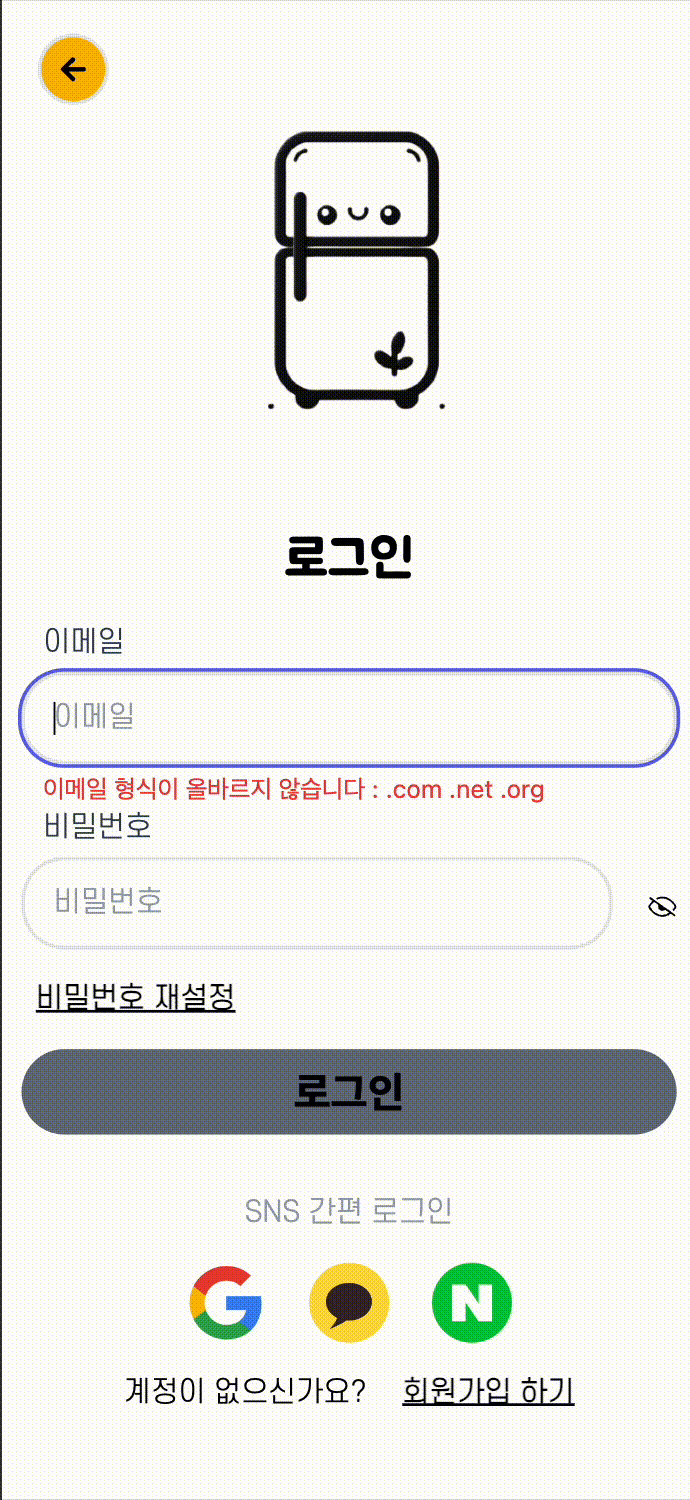 로그인
이메일
이메일
이메일 형식이 올바르지 않습니다 : .com .net .org
비밀번호
비밀번호
비밀번호 재설정
로그인
SNS 간편 로그인
계정이 없으신가요? 회원가입 하기